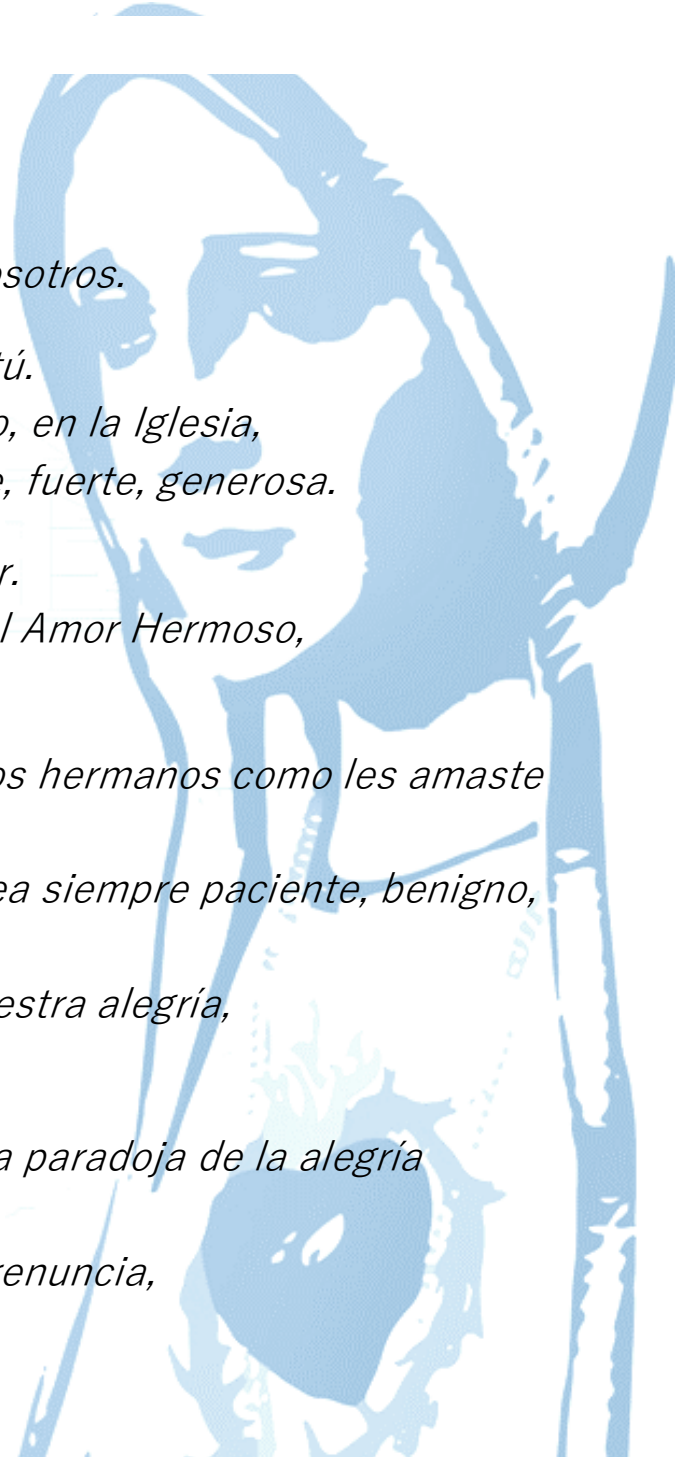 osotros.
tú.
o, en la Iglesia,
e, fuerte, generosa.
r.
l Amor Hermoso,
os hermanos como les amaste
ea siempre paciente, benigno,
estra alegría,
a paradoja de la alegría
renuncia,